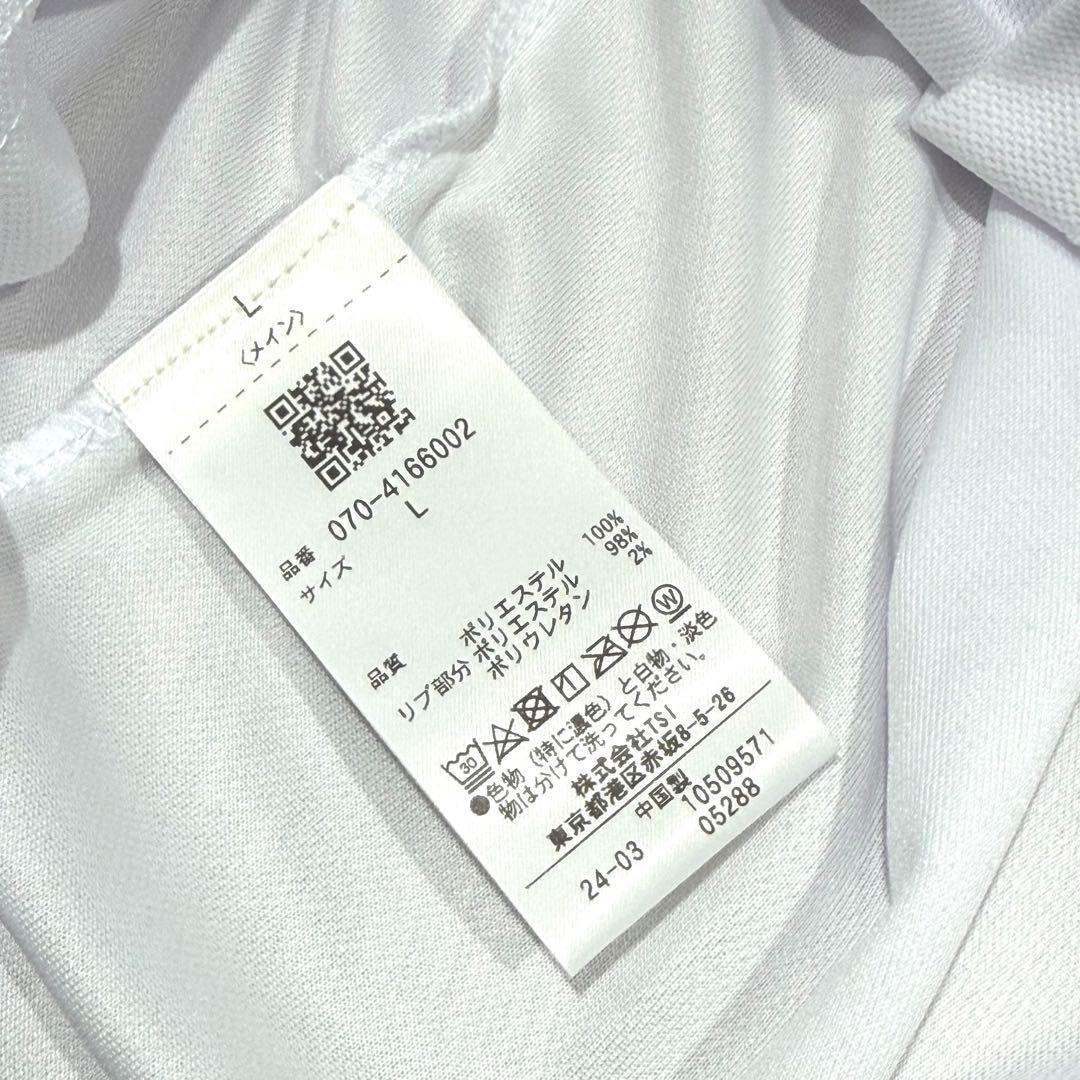 L
〈メイン〉
品番 070-4166002
サイズ L
品質 ポリエステル 100%
リブ部分 ポリエステル 98%
ポリウレタン 2%
30 W
●色物(特に濃色)と白物・淡色
物は分けて洗ってください。
株式会社TSI
東京都港区赤坂8-5-26
中国製
24-03 10509571
05288